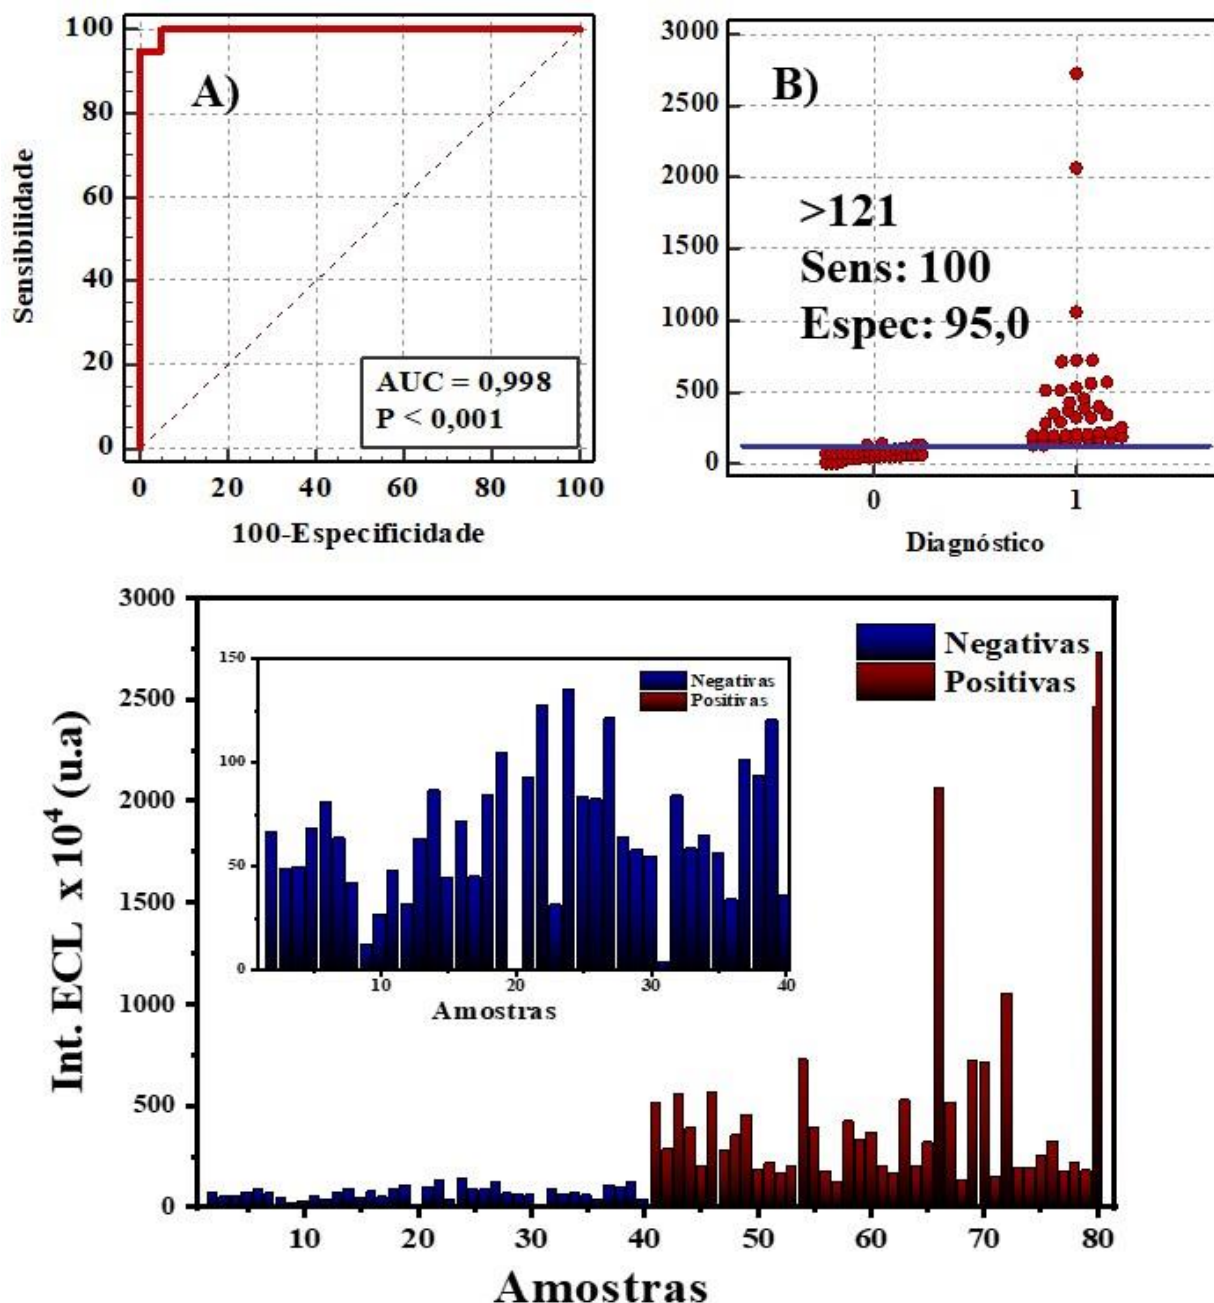 A)
Sensibilidade
100
80
60
40
20
0
AUC = 0,998
P < 0,001
0 20 40 60 80 100
100-Especificidade
B)
3000
2500
2000
1500
1000
500
0
>121
Sens: 100
Espec: 95,0
0 1
Diagnóstico
Int. ECL x 10⁴ (u.a)
3000
2500
2000
1500
1000
500
0
Negativas
Positivas
150
100
50
0
Negativas
Positivas
10 20 30 40
Amostras
10 20 30 40 50 60 70 80
Amostras